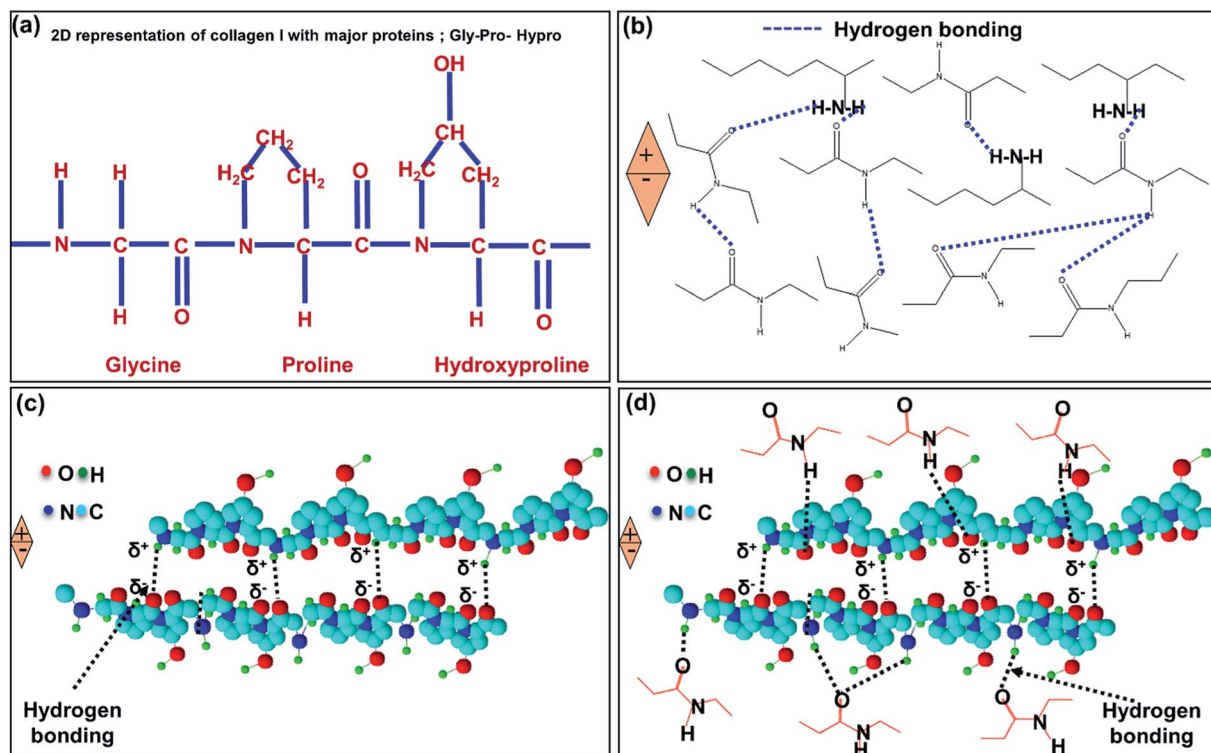 (a)
2D representation of collagen I with major proteins ; Gly-Pro- Hypro
OH
CH₂ CH
H₂C CH₂ O H₂C CH₂
H H
N C C N C C N C C
H O H H O
Glycine Proline Hydroxyproline
(b)
Hydrogen bonding
H
N
O
H-N-H H-N-H
O O O O
+
-
H-N-H
N N N
H H H
O O O O
N N N N
H H H H
(c)
O H
N C
+
-
δ+ δ+ δ+ δ+
δ- δ- δ- δ-
Hydrogen
bonding
(d)
O O O
N N N
H H H
O H
N C
+
-
δ+ δ+ δ+ δ+
δ- δ- δ- δ-
O O O
N N N
H H H
Hydrogen
bonding